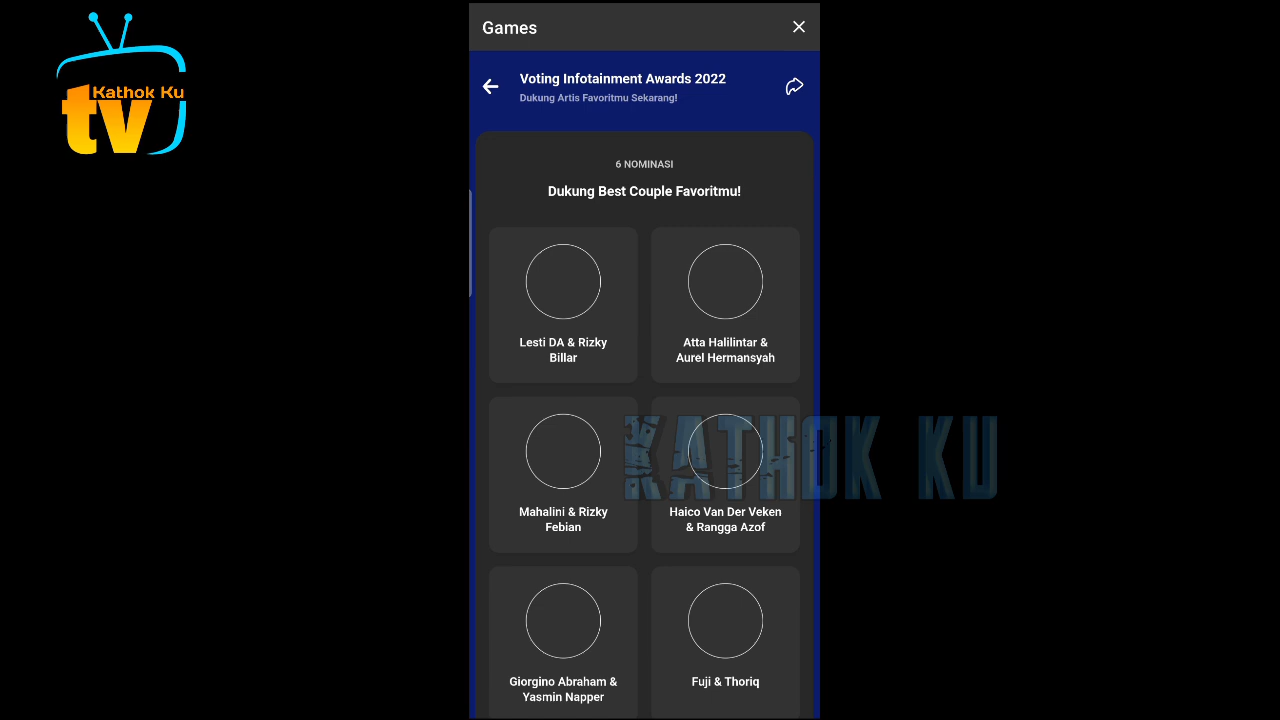 Kathok Ku
tv
Games
Voting Infotainment Awards 2022
Dukung Artis Favoritmu Sekarang!
6 NOMINASI
Dukung Best Couple Favoritmu!
Lesti DA & Rizky
Billar
Atta Halilintar &
Aurel Hermansyah
Mahalini & Rizky
Febian
Haico Van Der Veken
& Rangga Azof
KATHOK KU
Giorgino Abraham &
Yasmin Napper
Fuji & Thoriq